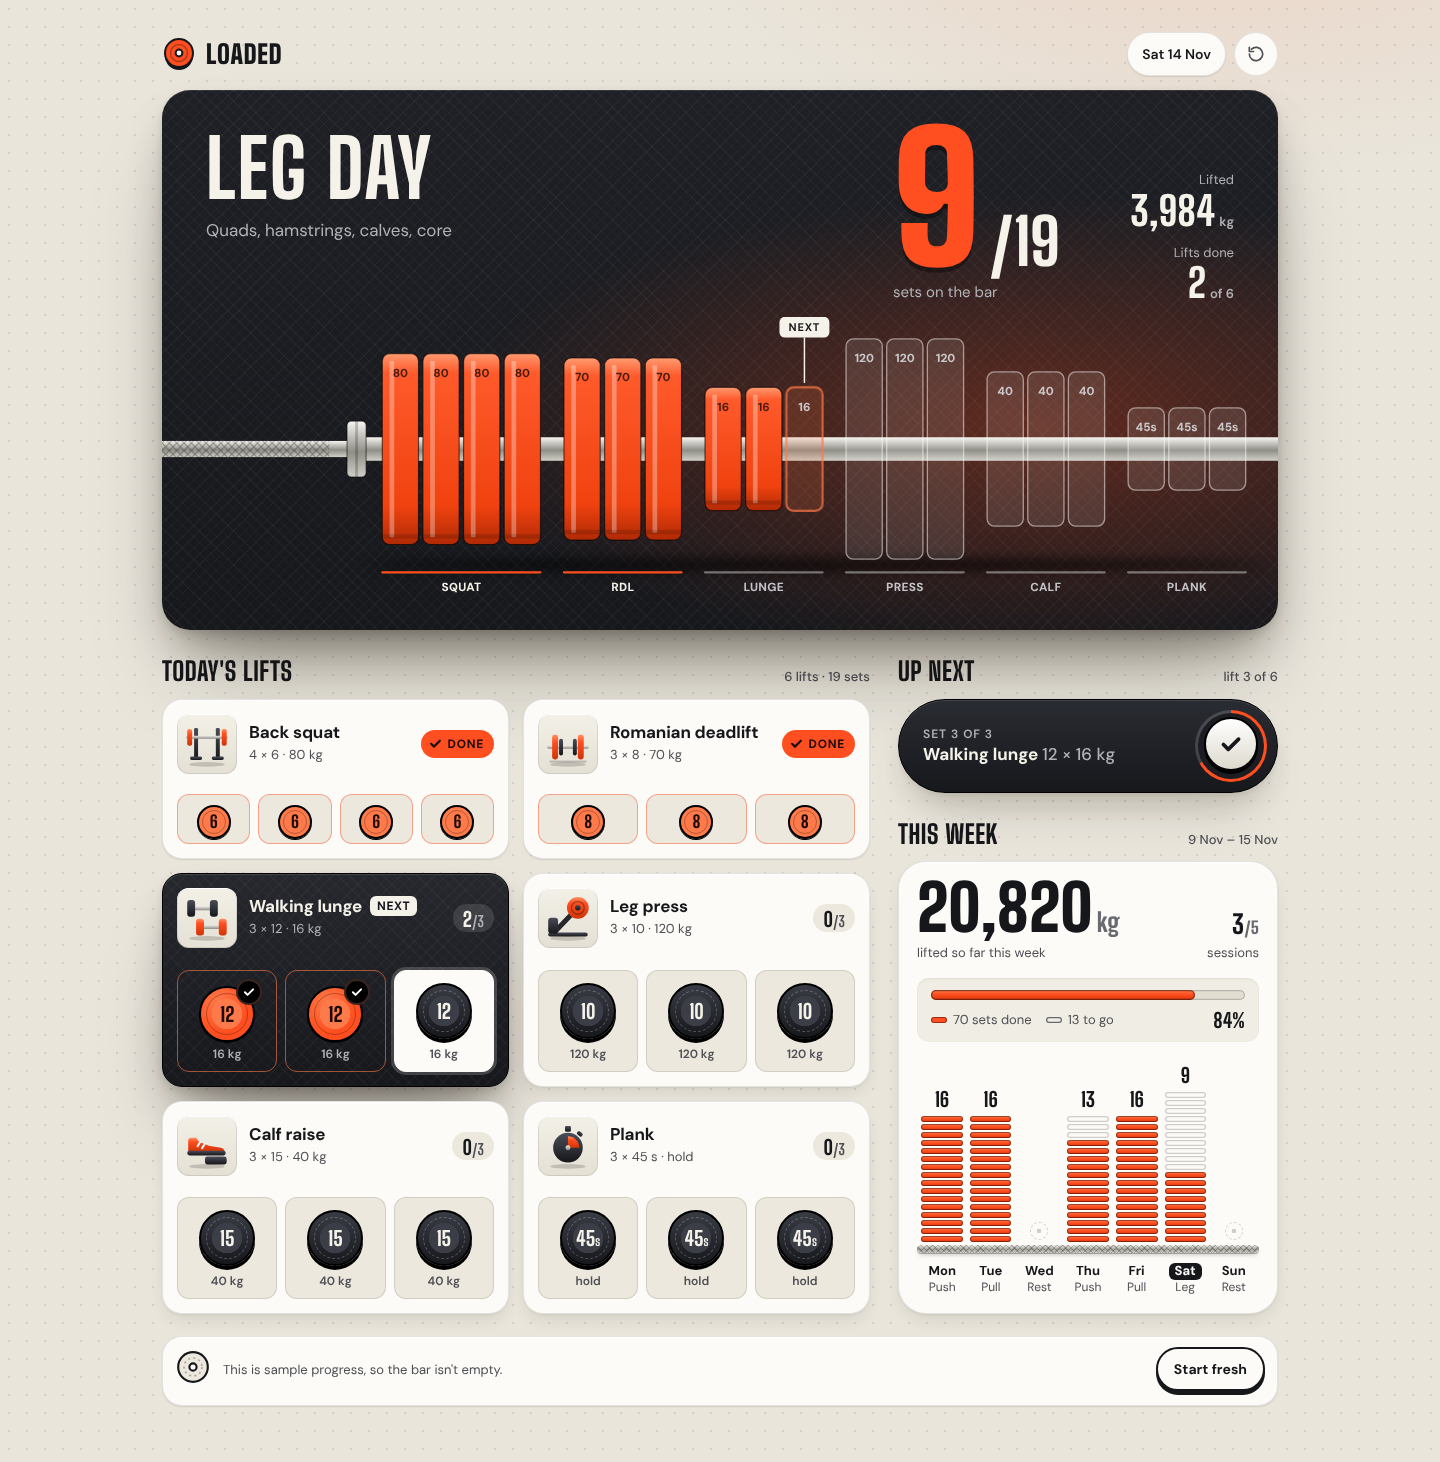 LOADED
Sat 14 Nov
LEG DAY
Quads, hamstrings, calves, core
9/19
sets on the bar
Lifted
3,984 kg
Lifts done
2 of 6
NEXT
80 80 80 80 70 70 70 16 16 16 120 120 120 40 40 40 45s 45s 45s
SQUAT RDL LUNGE PRESS CALF PLANK
TODAY'S LIFTS
6 lifts · 19 sets
Back squat
4 × 6 · 80 kg
DONE
6 6 6 6
Romanian deadlift
3 × 8 · 70 kg
DONE
8 8 8
Walking lunge NEXT
3 × 12 · 16 kg
2/3
12 12 12
16 kg 16 kg 16 kg
Leg press
3 × 10 · 120 kg
0/3
10 10 10
120 kg 120 kg 120 kg
Calf raise
3 × 15 · 40 kg
0/3
15 15 15
40 kg 40 kg 40 kg
Plank
3 × 45 s · hold
0/3
45s 45s 45s
hold hold hold
UP NEXT
lift 3 of 6
SET 3 OF 3
Walking lunge 12 × 16 kg
THIS WEEK
9 Nov – 15 Nov
20,820 kg
lifted so far this week
3/5
sessions
70 sets done 13 to go 84%
16 16 13 16 9
Mon Tue Wed Thu Fri Sat Sun
Push Pull Rest Push Pull Leg Rest
This is sample progress, so the bar isn't empty.
Start fresh